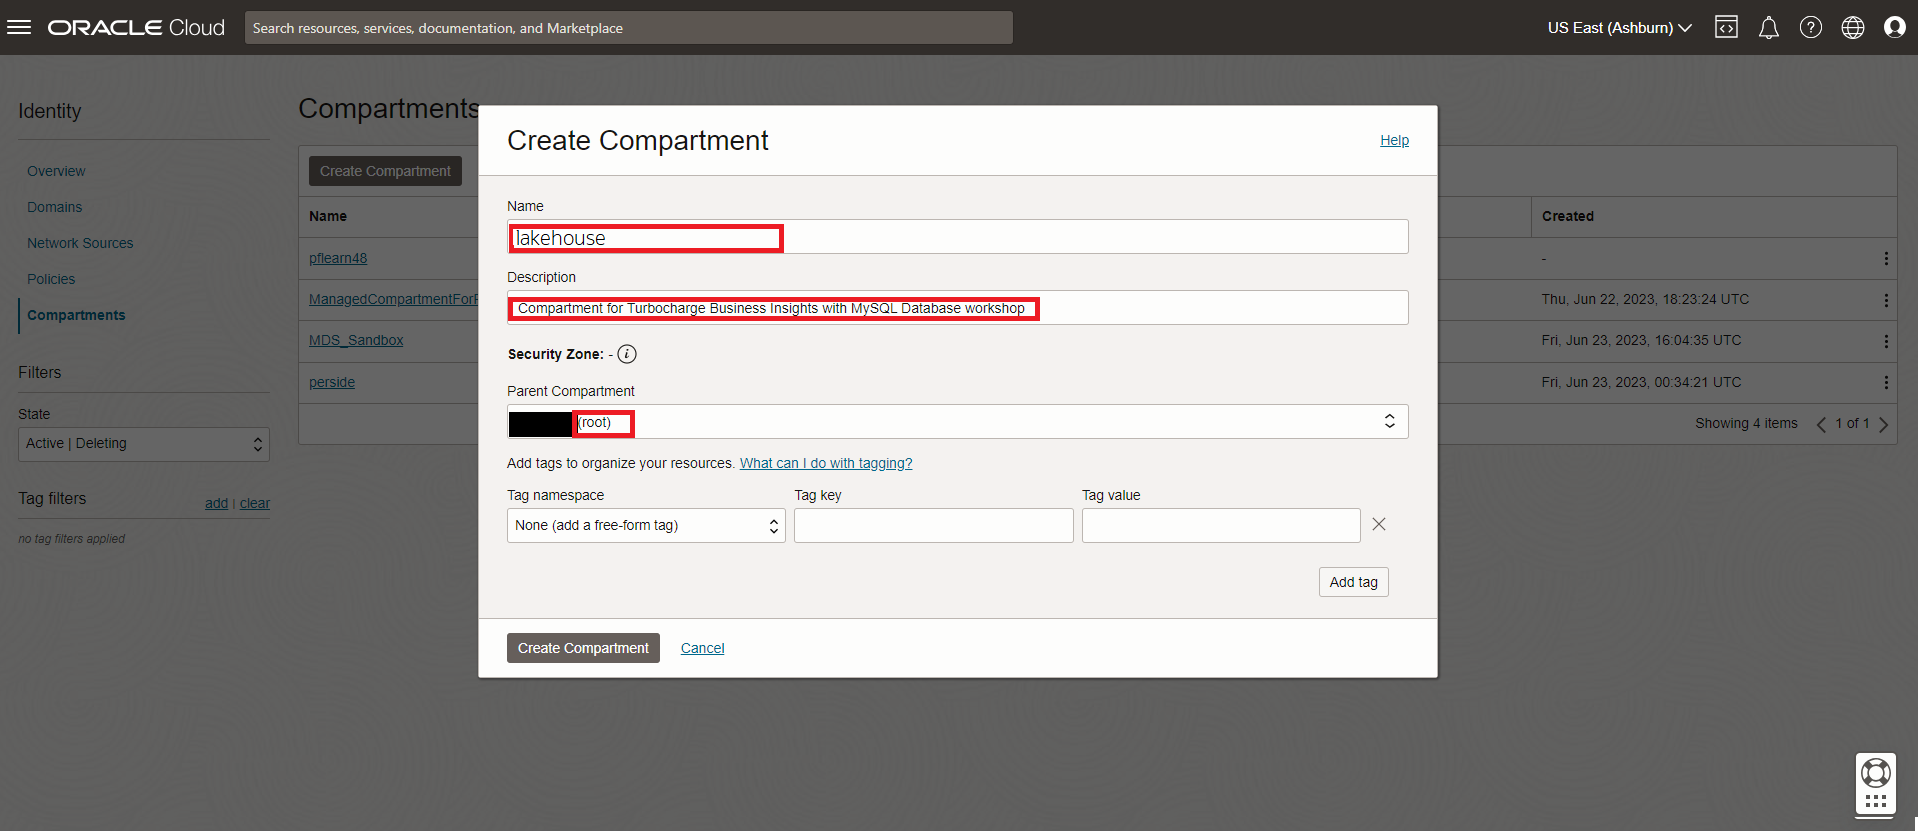 ORACLE Cloud
Search resources, services, documentation, and Marketplace
US East (Ashburn)
Identity
Overview
Domains
Network Sources
Policies
Compartments
Filters
State
Active | Deleting
Tag filters
add | clear
no tag filters applied
Compartments
Create Compartment
Name
Created
pflearn48
-
Thu, Jun 22, 2023, 18:23:24 UTC
MDS_Sandbox
Fri, Jun 23, 2023, 16:04:35 UTC
perside
Fri, Jun 23, 2023, 00:34:21 UTC
Showing 4 items
1 of 1
Create Compartment
Help
Name
lakehouse
Description
Compartment for Turbocharge Business Insights with MySQL Database workshop
Security Zone: -
Parent Compartment
(root)
Add tags to organize your resources. What can I do with tagging?
Tag namespace
Tag key
Tag value
None (add a free-form tag)
Add tag
Create Compartment
Cancel